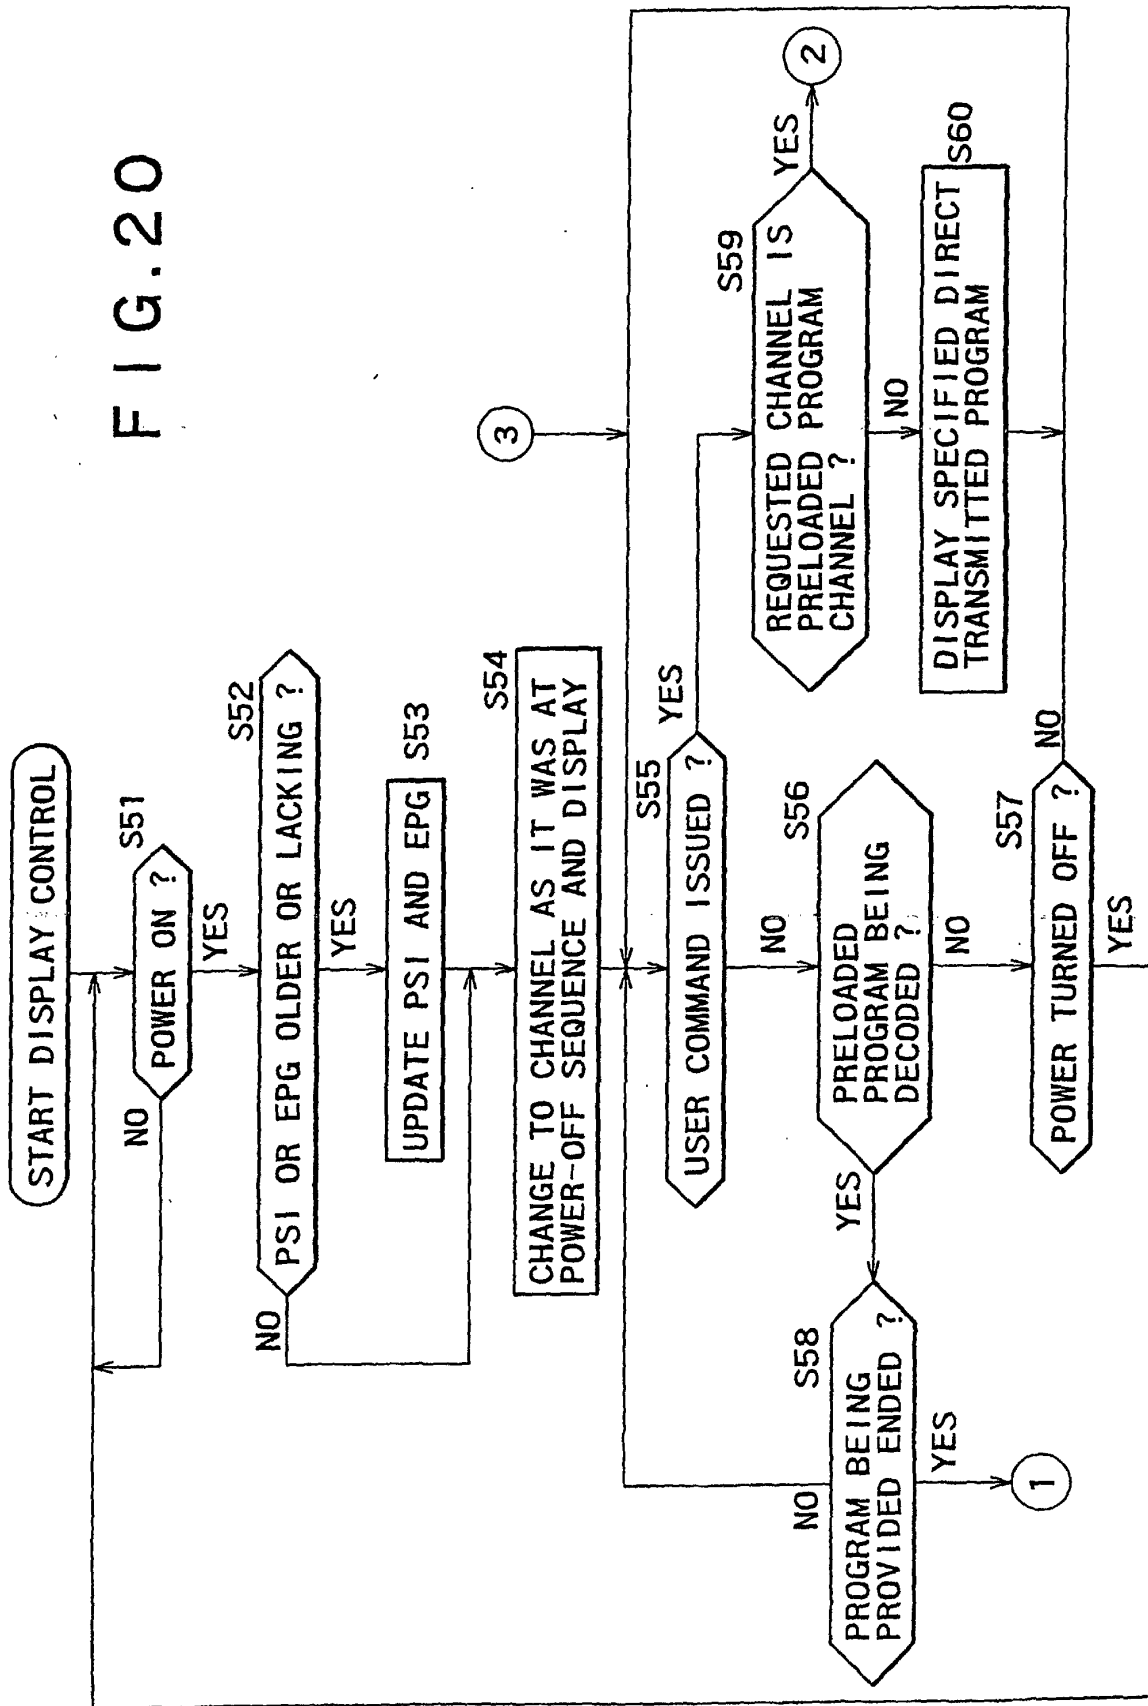 FIG.20
START DISPLAY CONTROL
S51
POWER ON ?
NO
YES
S52
PSI OR EPG OLDER OR LACKING ?
NO
YES
UPDATE PSI AND EPG
S53
S54
CHANGE TO CHANNEL AS IT WAS AT
POWER-OFF SEQUENCE AND DISPLAY
3
S55
USER COMMAND ISSUED ?
YES
NO
S56
PRELOADED
PROGRAM BEING
DECODED ?
YES
NO
S57
POWER TURNED OFF ?
NO
YES
S58
PROGRAM BEING
PROVIDED ENDED ?
NO
YES
1
S59
REQUESTED CHANNEL IS
PRELOADED PROGRAM
CHANNEL ?
YES
2
NO
DISPLAY SPECIFIED DIRECT
TRANSMITTED PROGRAM
S60